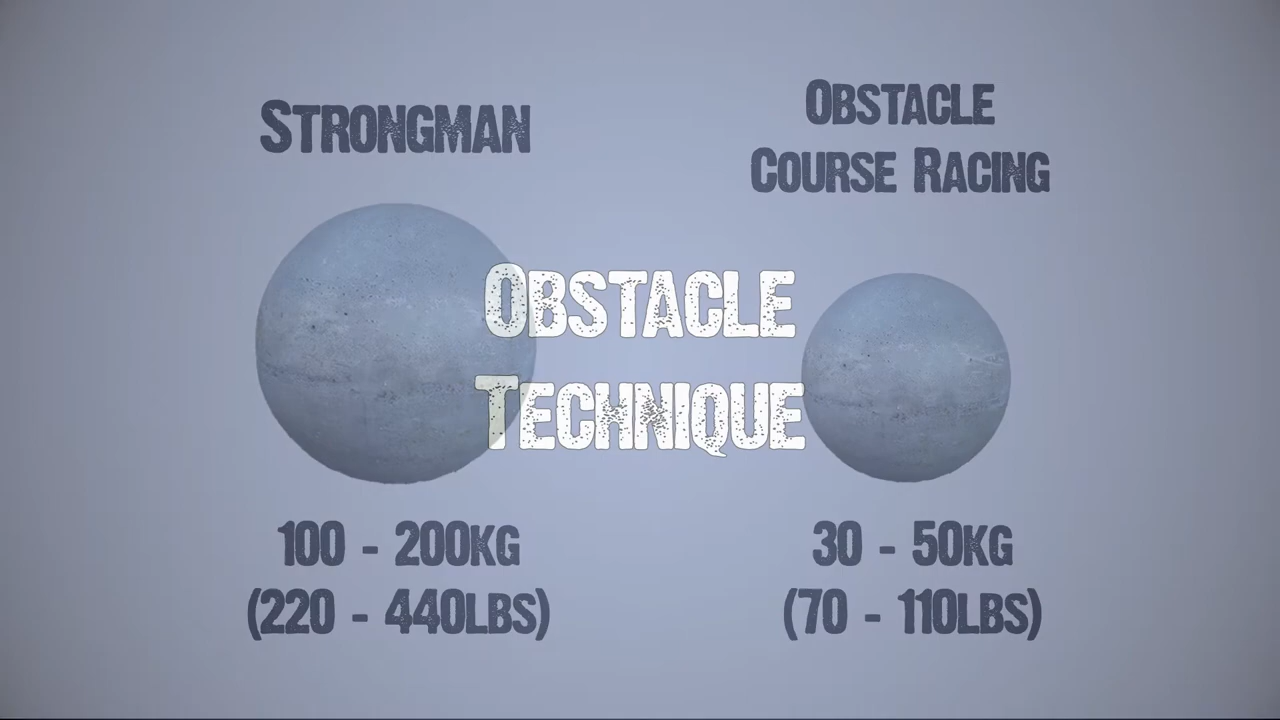 Strongman
Obstacle
Course Racing
Obstacle
Technique
100 - 200kg
(220 - 440lbs)
30 - 50kg
(70 - 110lbs)